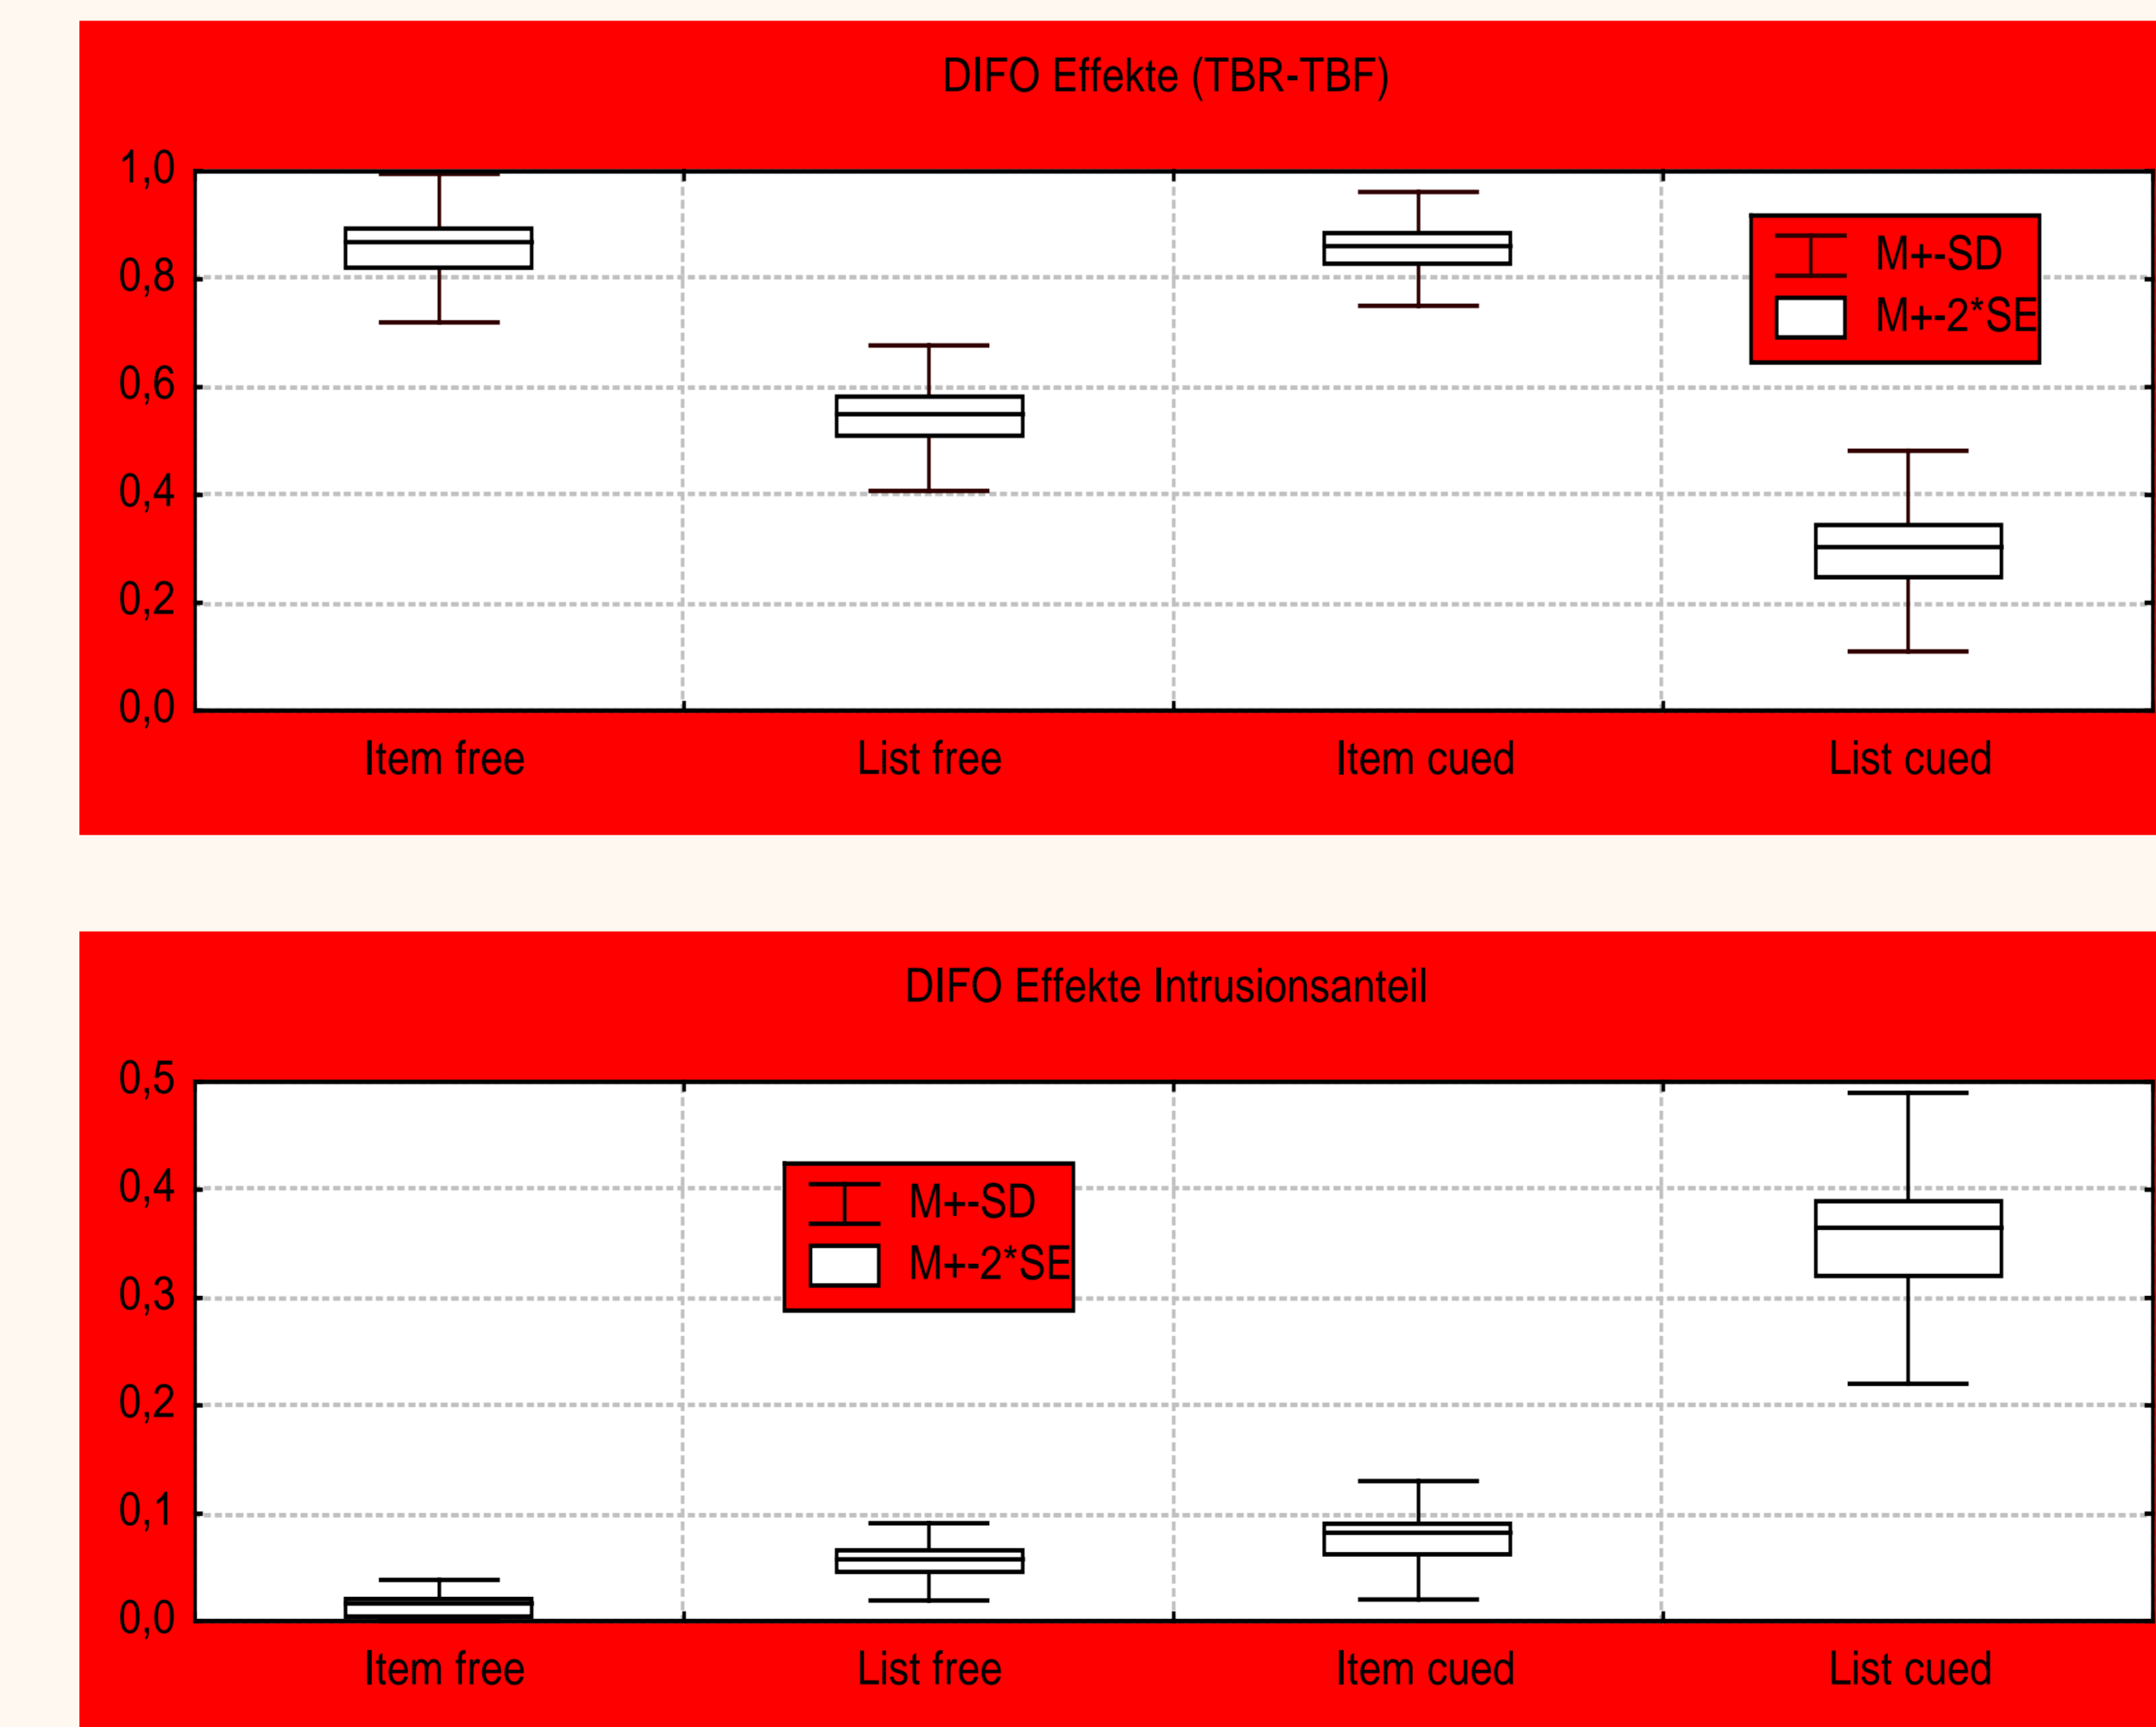 DIFO Effekte (TBR-TBF)
1,0
0,8
0,6
0,4
0,2
0,0
M+-SD
M+-2*SE
Item free List free Item cued List cued
DIFO Effekte Intrusionsanteil
0,5
0,4
0,3
0,2
0,1
0,0
M+-SD
M+-2*SE
Item free List free Item cued List cued